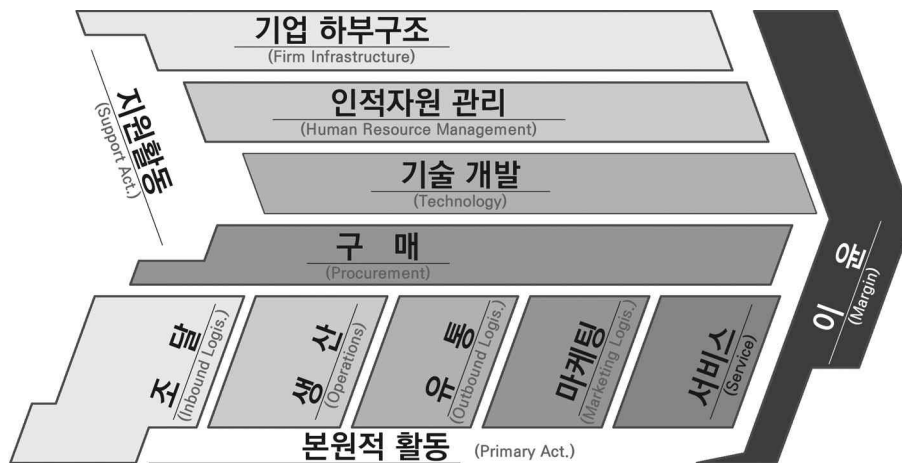 기업 하부구조
(Firm Infrastructure)
인적자원 관리
(Human Resource Management)
지원활동
(Support Act.)
기술 개발
(Technology)
구 매
(Procurement)
조 달
(Inbound Logis.)
생 산
(Operations)
유 통
(Outbound Logis.)
마케팅
(Marketing Logis.)
서비스
(Service)
이 윤
(Margin)
본원적 활동 (Primary Act.)